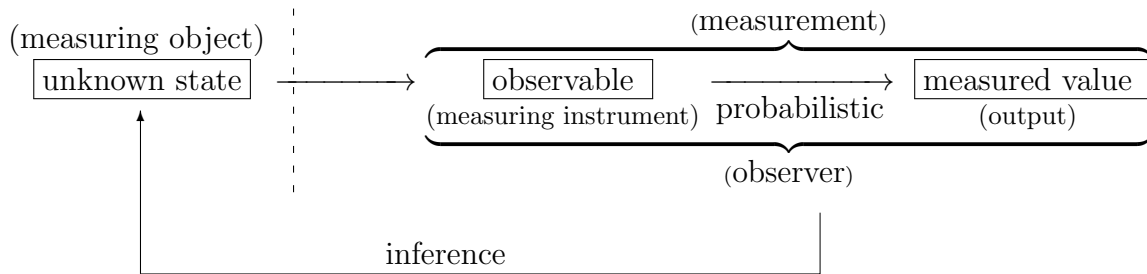 (measurement)
(measuring object)
unknown state
observable
measured value
(measuring instrument)
probabilistic
(output)
(observer)
inference